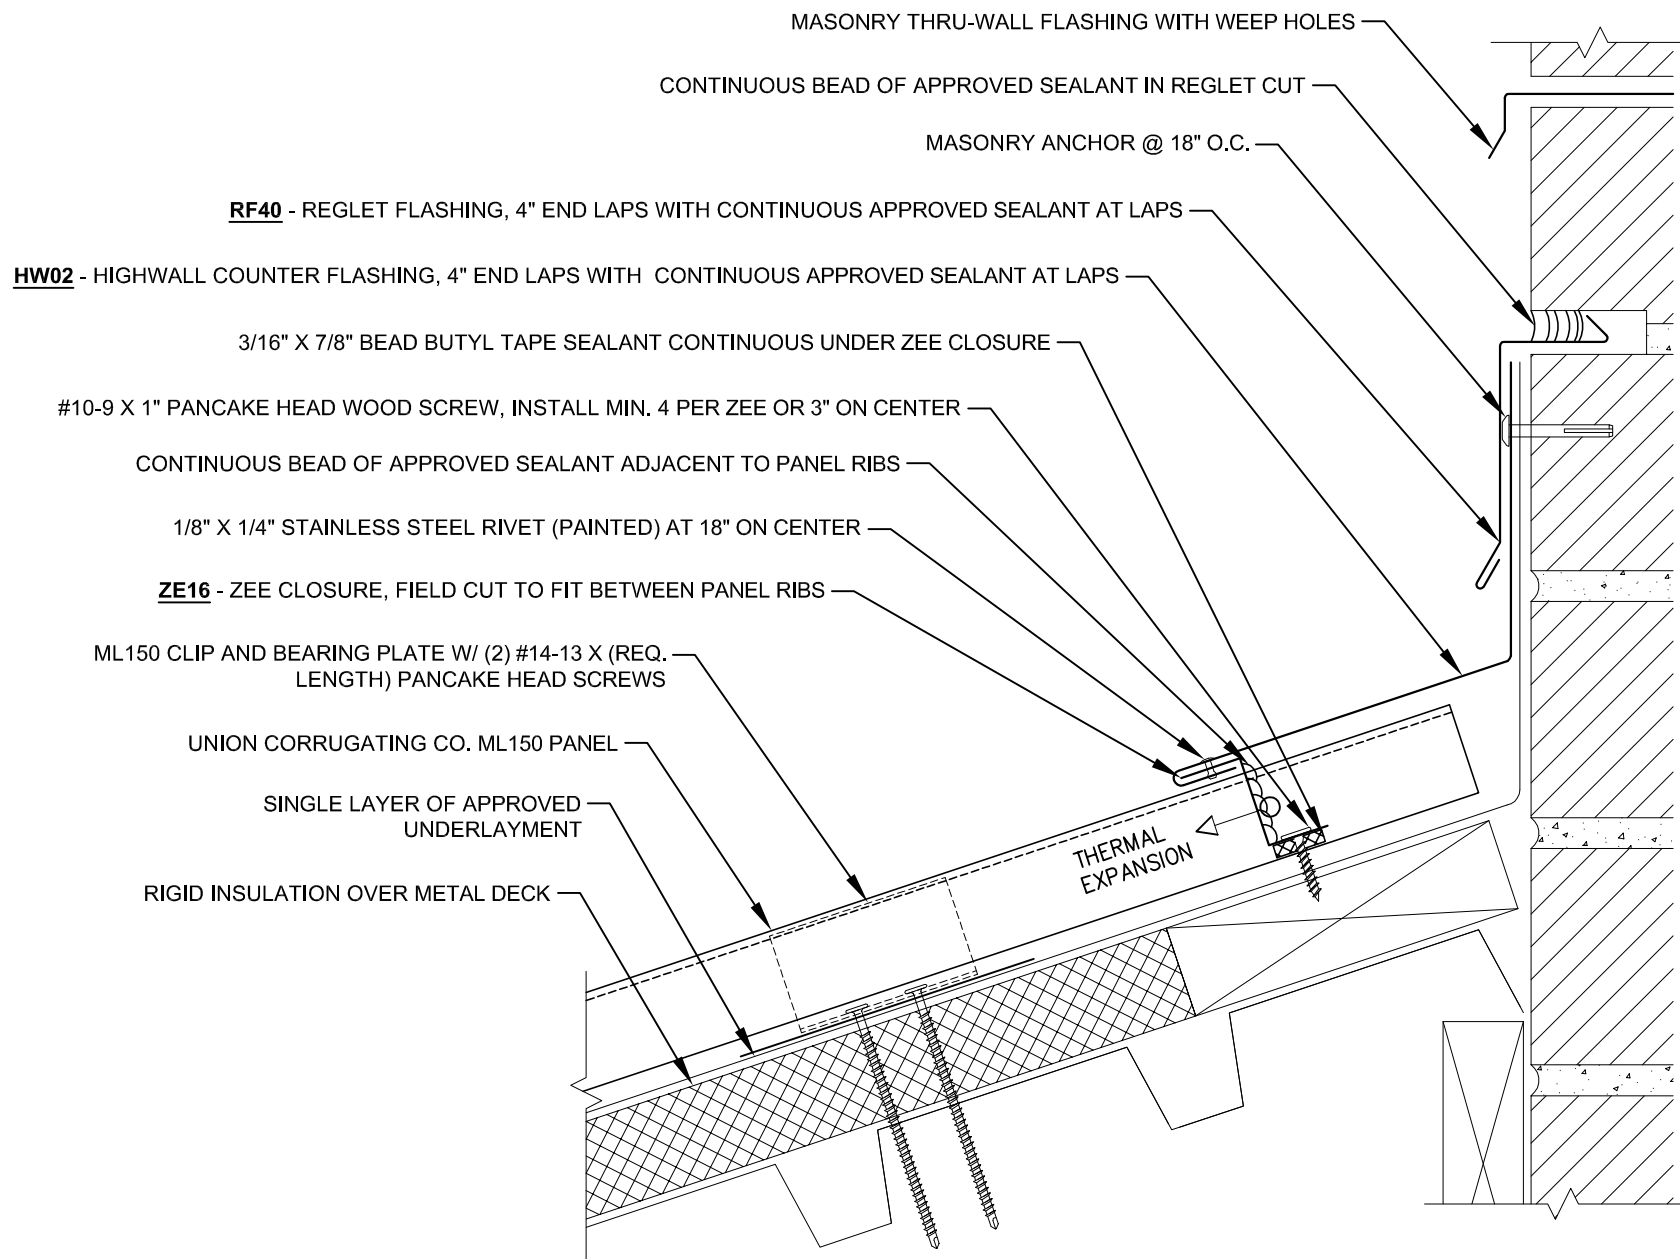 MASONRY THRU-WALL FLASHING WITH WEEP HOLES
CONTINUOUS BEAD OF APPROVED SEALANT IN REGLET CUT
MASONRY ANCHOR @ 18" O.C.
RF40 - REGLET FLASHING, 4" END LAPS WITH CONTINUOUS APPROVED SEALANT AT LAPS
HW02 - HIGHWALL COUNTER FLASHING, 4" END LAPS WITH CONTINUOUS APPROVED SEALANT AT LAPS
3/16" X 7/8" BEAD BUTYL TAPE SEALANT CONTINUOUS UNDER ZEE CLOSURE
#10-9 X 1" PANCAKE HEAD WOOD SCREW, INSTALL MIN. 4 PER ZEE OR 3" ON CENTER
CONTINUOUS BEAD OF APPROVED SEALANT ADJACENT TO PANEL RIBS
1/8" X 1/4" STAINLESS STEEL RIVET (PAINTED) AT 18" ON CENTER
ZE16 - ZEE CLOSURE, FIELD CUT TO FIT BETWEEN PANEL RIBS
ML150 CLIP AND BEARING PLATE W/ (2) #14-13 X (REQ.
LENGTH) PANCAKE HEAD SCREWS
UNION CORRUGATING CO. ML150 PANEL
SINGLE LAYER OF APPROVED
UNDERLAYMENT
RIGID INSULATION OVER METAL DECK
THERMAL
EXPANSION